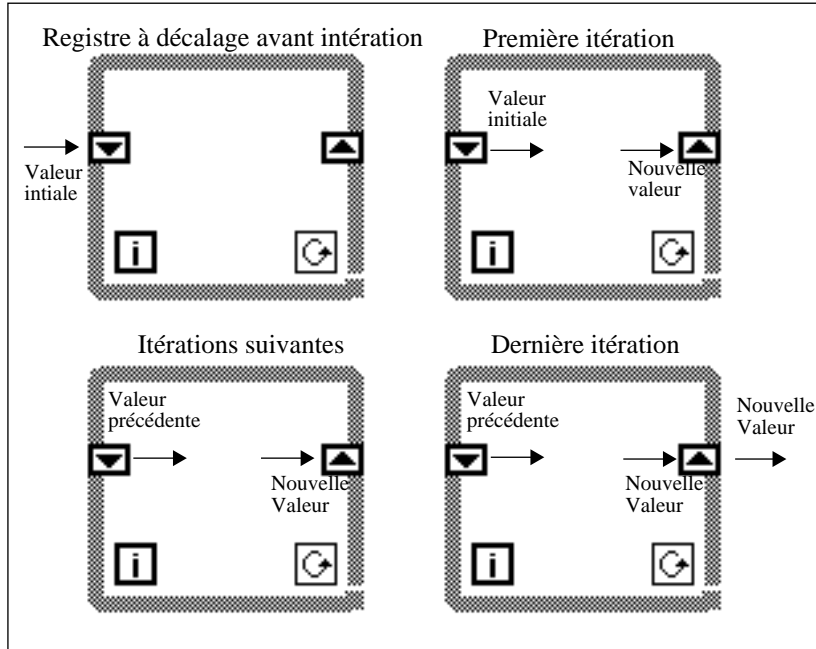 Registre à décalage avant intération
Première itération
Valeur
intiale
i
Valeur
initiale
Nouvelle
valeur
i
Itérations suivantes
Dernière itération
Valeur
précédente
Nouvelle
Valeur
i
Valeur
précédente
Nouvelle
Valeur
Nouvelle
Valeur
i